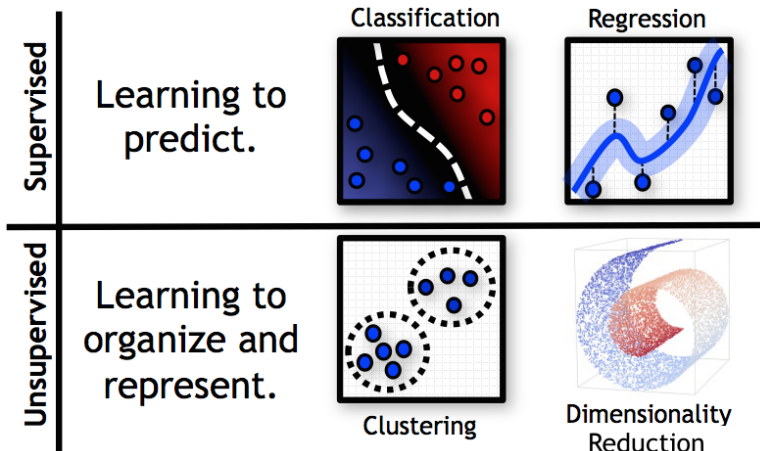 Classification
Regression
Supervised
Learning to
predict.
Unsupervised
Learning to
organize and
represent.
Clustering
Dimensionality
Reduction